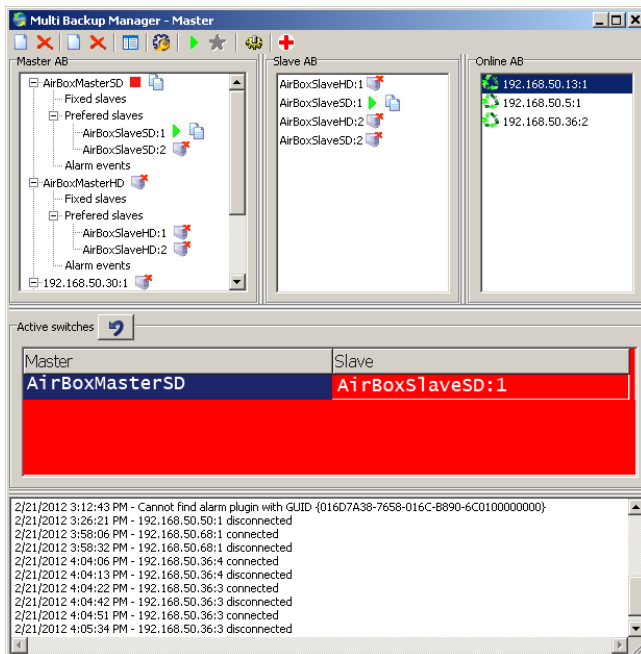 Multi Backup Manager - Master
Master AB
AirBoxMasterSD
Fixed slaves
Prefered slaves
AirBoxSlaveSD:1
AirBoxSlaveSD:2
Alarm events
AirBoxMasterHD
Fixed slaves
Prefered slaves
AirBoxSlaveHD:1
AirBoxSlaveHD:2
Alarm events
192.168.50.30:1
Slave AB
AirBoxSlaveHD:1
AirBoxSlaveSD:1
AirBoxSlaveHD:2
AirBoxSlaveSD:2
Online AB
192.168.50.13:1
192.168.50.5:1
192.168.50.36:2
Active switches
Master Slave
AirBoxMasterSD AirBoxSlaveSD:1
2/21/2012 3:12:43 PM - Cannot find alarm plugin with GUID {016D7A38-7658-016C-B890-6C0100000000}
2/21/2012 3:26:21 PM - 192.168.50.50:1 disconnected
2/21/2012 3:58:06 PM - 192.168.50.68:1 connected
2/21/2012 3:58:32 PM - 192.168.50.68:1 disconnected
2/21/2012 4:04:06 PM - 192.168.50.36:4 connected
2/21/2012 4:04:13 PM - 192.168.50.36:4 disconnected
2/21/2012 4:04:22 PM - 192.168.50.36:3 connected
2/21/2012 4:04:42 PM - 192.168.50.36:3 disconnected
2/21/2012 4:04:51 PM - 192.168.50.36:3 connected
2/21/2012 4:05:34 PM - 192.168.50.36:3 disconnected